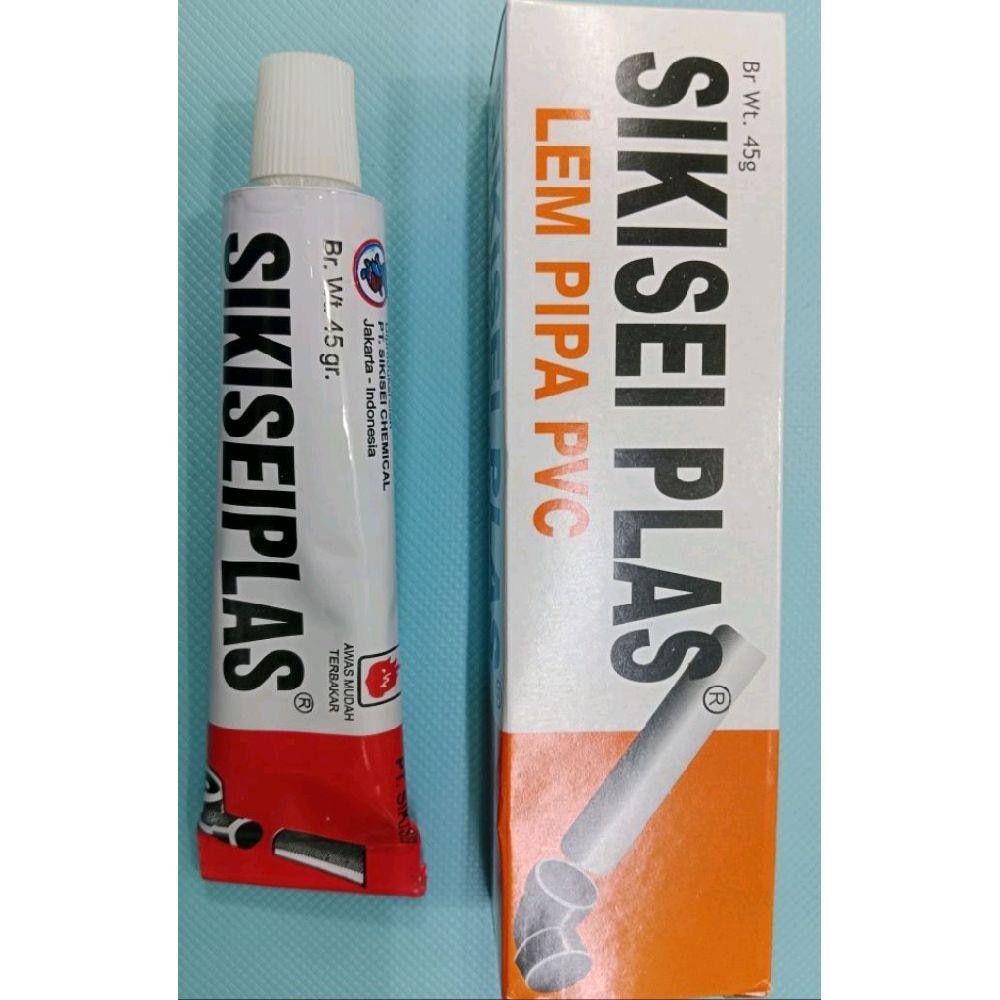 SIKISEIPLAS®
Br. Wt.45 gr.
PT. SIKISEI CHEMICAL
Jakarta - Indonesia
AWAS MUDAH
TERBAKAR
Br Wt. 45g
SIKISEI PLAS®
LEM PIPA PVC